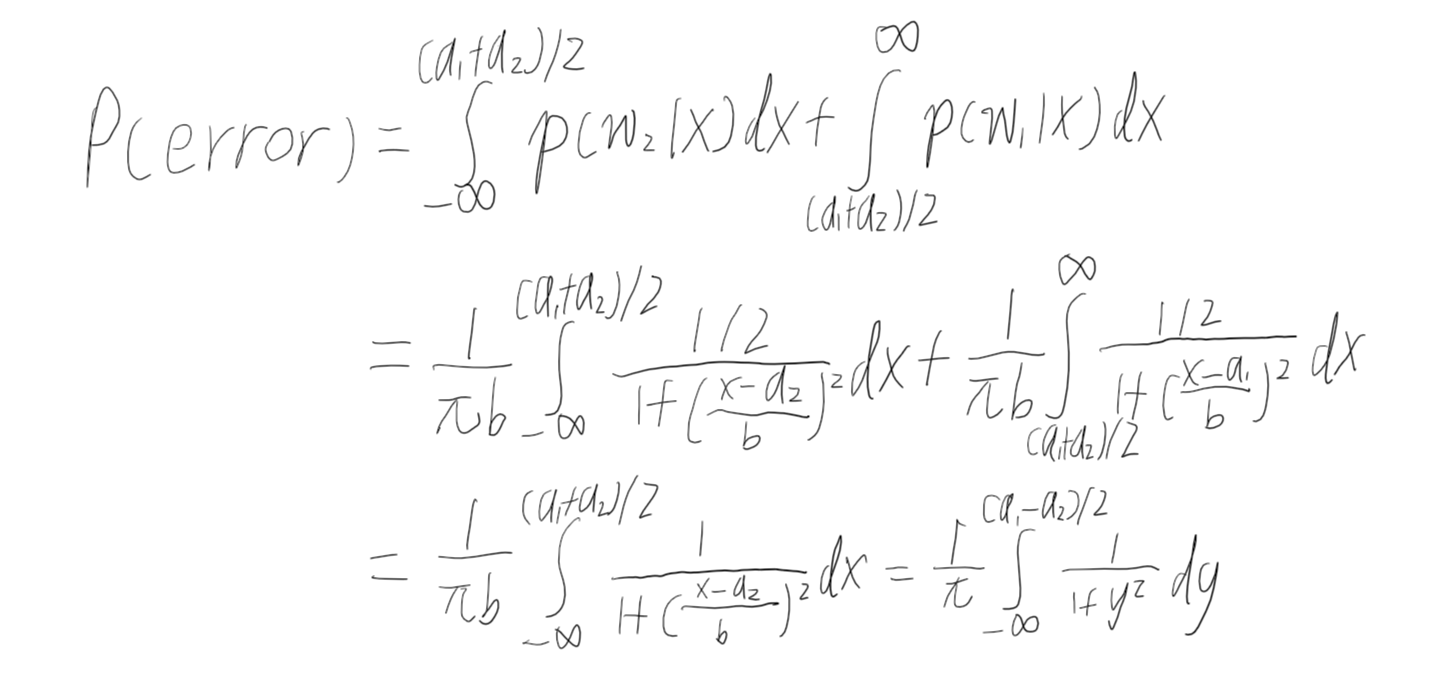 $P(error) = \int_{-\infty}^{(a_1+a_2)/2} p(w_2|x)dx + \int_{(a_1+a_2)/2}^{\infty} p(w_1|x)dx$
$= \frac{1}{\pi b} \int_{-\infty}^{(a_1+a_2)/2} \frac{1/2}{1+(\frac{x-a_2}{b})^2} dx + \frac{1}{\pi b} \int_{(a_1+a_2)/2}^{\infty} \frac{1/2}{1+(\frac{x-a_1}{b})^2} dx$
$= \frac{1}{\pi b} \int_{-\infty}^{(a_1+a_2)/2} \frac{1}{1+(\frac{x-a_2}{b})^2} dx = \frac{1}{\pi} \int_{-\infty}^{(a_1-a_2)/2} \frac{1}{1+y^2} dy$